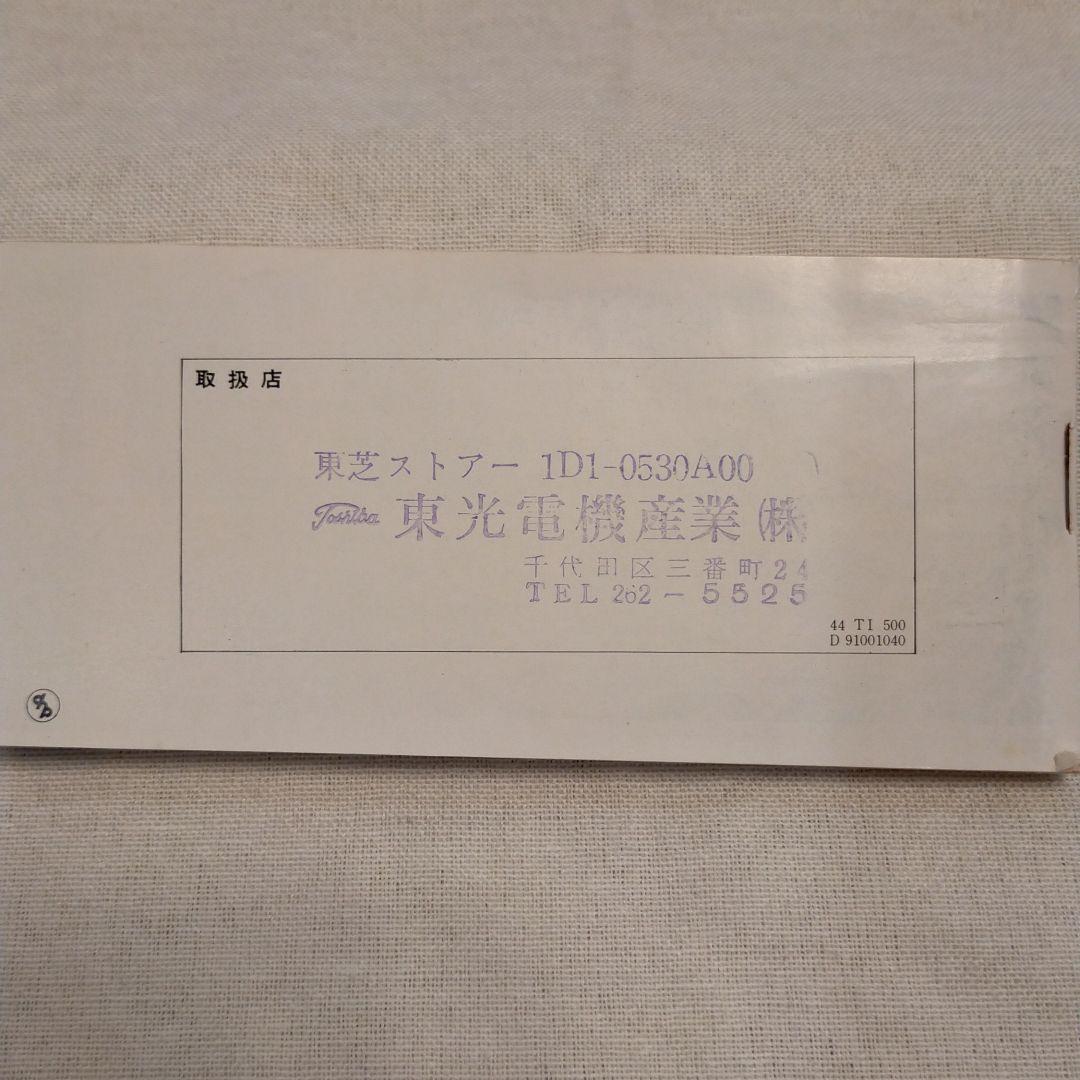 取扱店
東芝ストアー 1D1-0530A00
Toshiba 東光電機産業(株)
千代田区三番町24
TEL 262-5525
44 TI 500
D 91001040